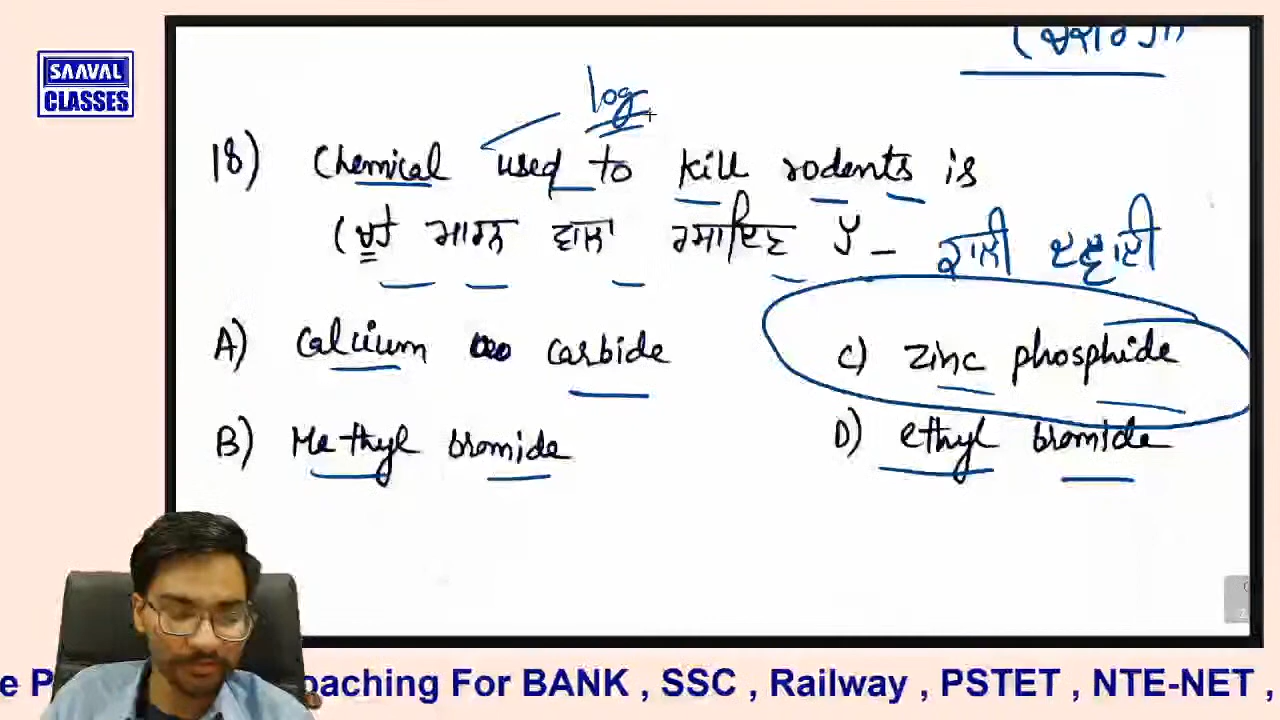 SAAVAL
CLASSES
log
18) Chemical used to kill rodents is
ਮਾਰਨ ਵਾਲਾ ਰਸਾਇਣ ਹੈ - ਕਾਲੀ ਦਵਾਈ
A) Calcium carbide
C) Zinc phosphide
B) Methyl bromide
D) ethyl bromide
e P oaching For BANK , SSC , Railway , PSTET , NTE-NET ,